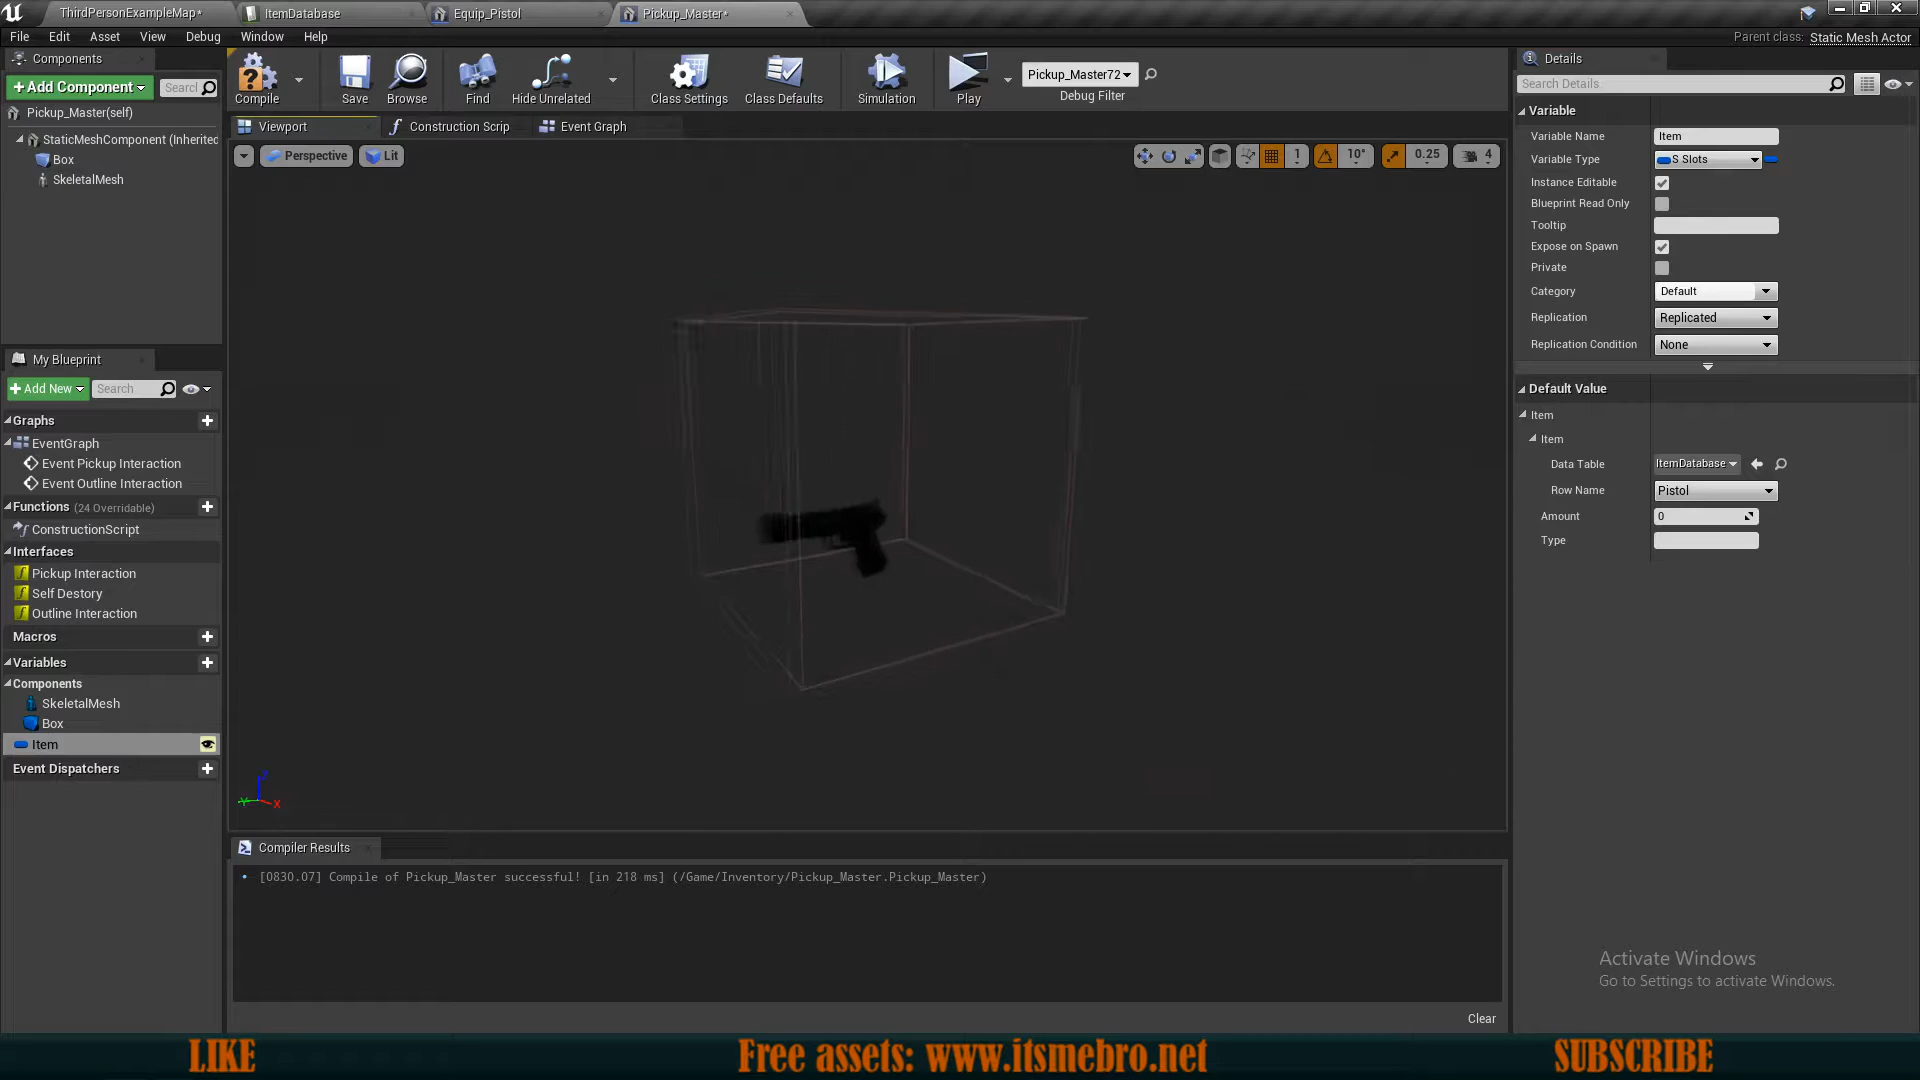 ThirdPersonExampleMap*
ItemDatabase
Equip_Pistol
Pickup_Master*
File Edit Asset View Debug Window Help
Parent class: Static Mesh Actor
Components
+Add Component
Search
Pickup_Master(self)
StaticMeshComponent (Inherited
Box
SkeletalMesh
My Blueprint
+Add New
Search
Graphs
EventGraph
Event Pickup Interaction
Event Outline Interaction
Functions (24 Overridable)
ConstructionScript
Interfaces
Pickup Interaction
Self Destory
Outline Interaction
Macros
Variables
Components
SkeletalMesh
Box
Item
Event Dispatchers
Compile
Save
Browse
Find
Hide Unrelated
Class Settings
Class Defaults
Simulation
Play
Pickup_Master72
Debug Filter
Viewport
Construction Scrip
Event Graph
Perspective
Lit
1
10°
0.25
4
Z
Y
X
Compiler Results
[0830.07] Compile of Pickup_Master successful! [in 218 ms] (/Game/Inventory/Pickup_Master.Pickup_Master)
Clear
Details
Search Details
Variable
Variable Name Item
Variable Type S Slots
Instance Editable
Blueprint Read Only
Tooltip
Expose on Spawn
Private
Category Default
Replication Replicated
Replication Condition None
Default Value
Item
Item
Data Table ItemDatabase
Row Name Pistol
Amount 0
Type
Activate Windows
Go to Settings to activate Windows.
LIKE
Free assets: www.itsmebro.net
SUBSCRIBE